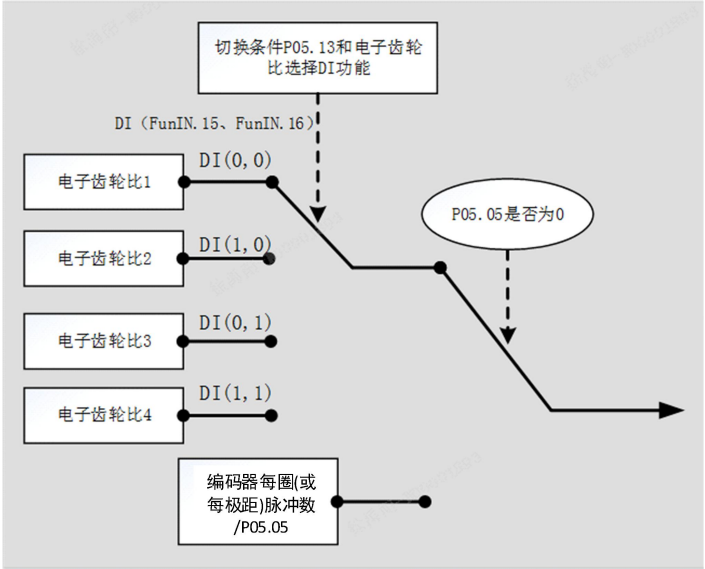 切换条件P05.13和电子齿轮
比选择DI功能
DI（FunIN.15、FunIN.16）
电子齿轮比1
DI(0,0)
P05.05是否为0
电子齿轮比2
DI(1,0)
电子齿轮比3
DI(0,1)
电子齿轮比4
DI(1,1)
编码器每圈(或
每极距)脉冲数
/P05.05